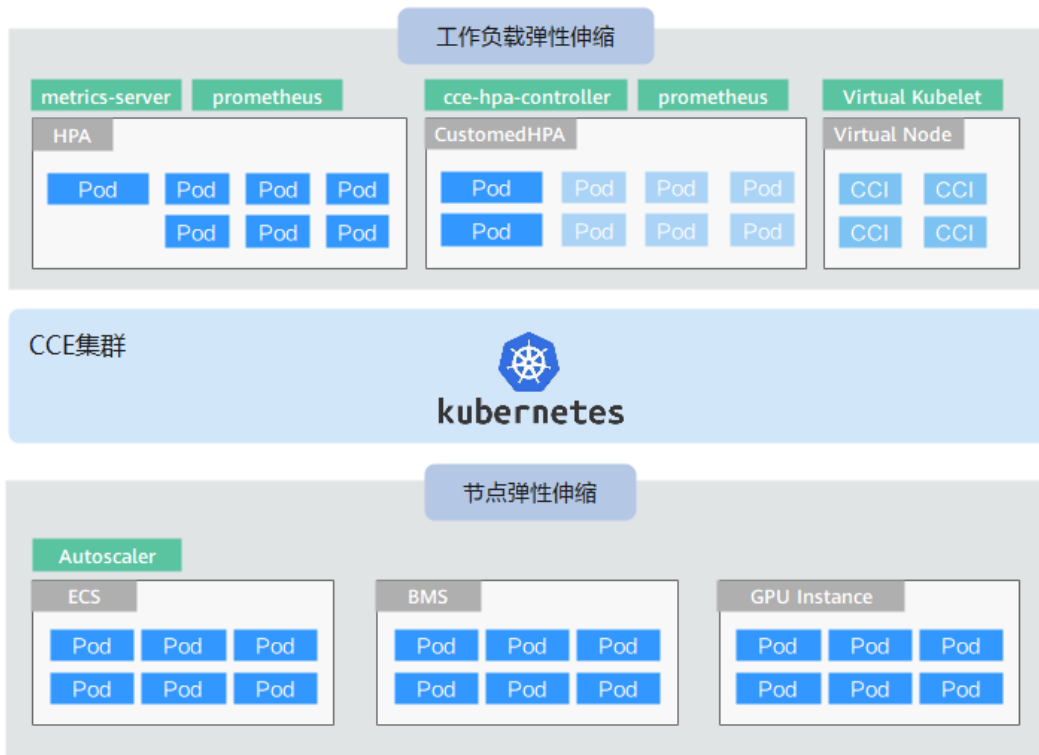 工作负载弹性伸缩
metrics-server prometheus cce-hpa-controller prometheus Virtual Kubelet
HPA CustomedHPA Virtual Node
Pod Pod Pod Pod Pod Pod Pod Pod CCI CCI
Pod Pod Pod Pod Pod Pod Pod CCI CCI
CCE集群
kubernetes
节点弹性伸缩
Autoscaler
ECS BMS GPU Instance
Pod Pod Pod Pod Pod Pod Pod Pod Pod
Pod Pod Pod Pod Pod Pod Pod Pod Pod